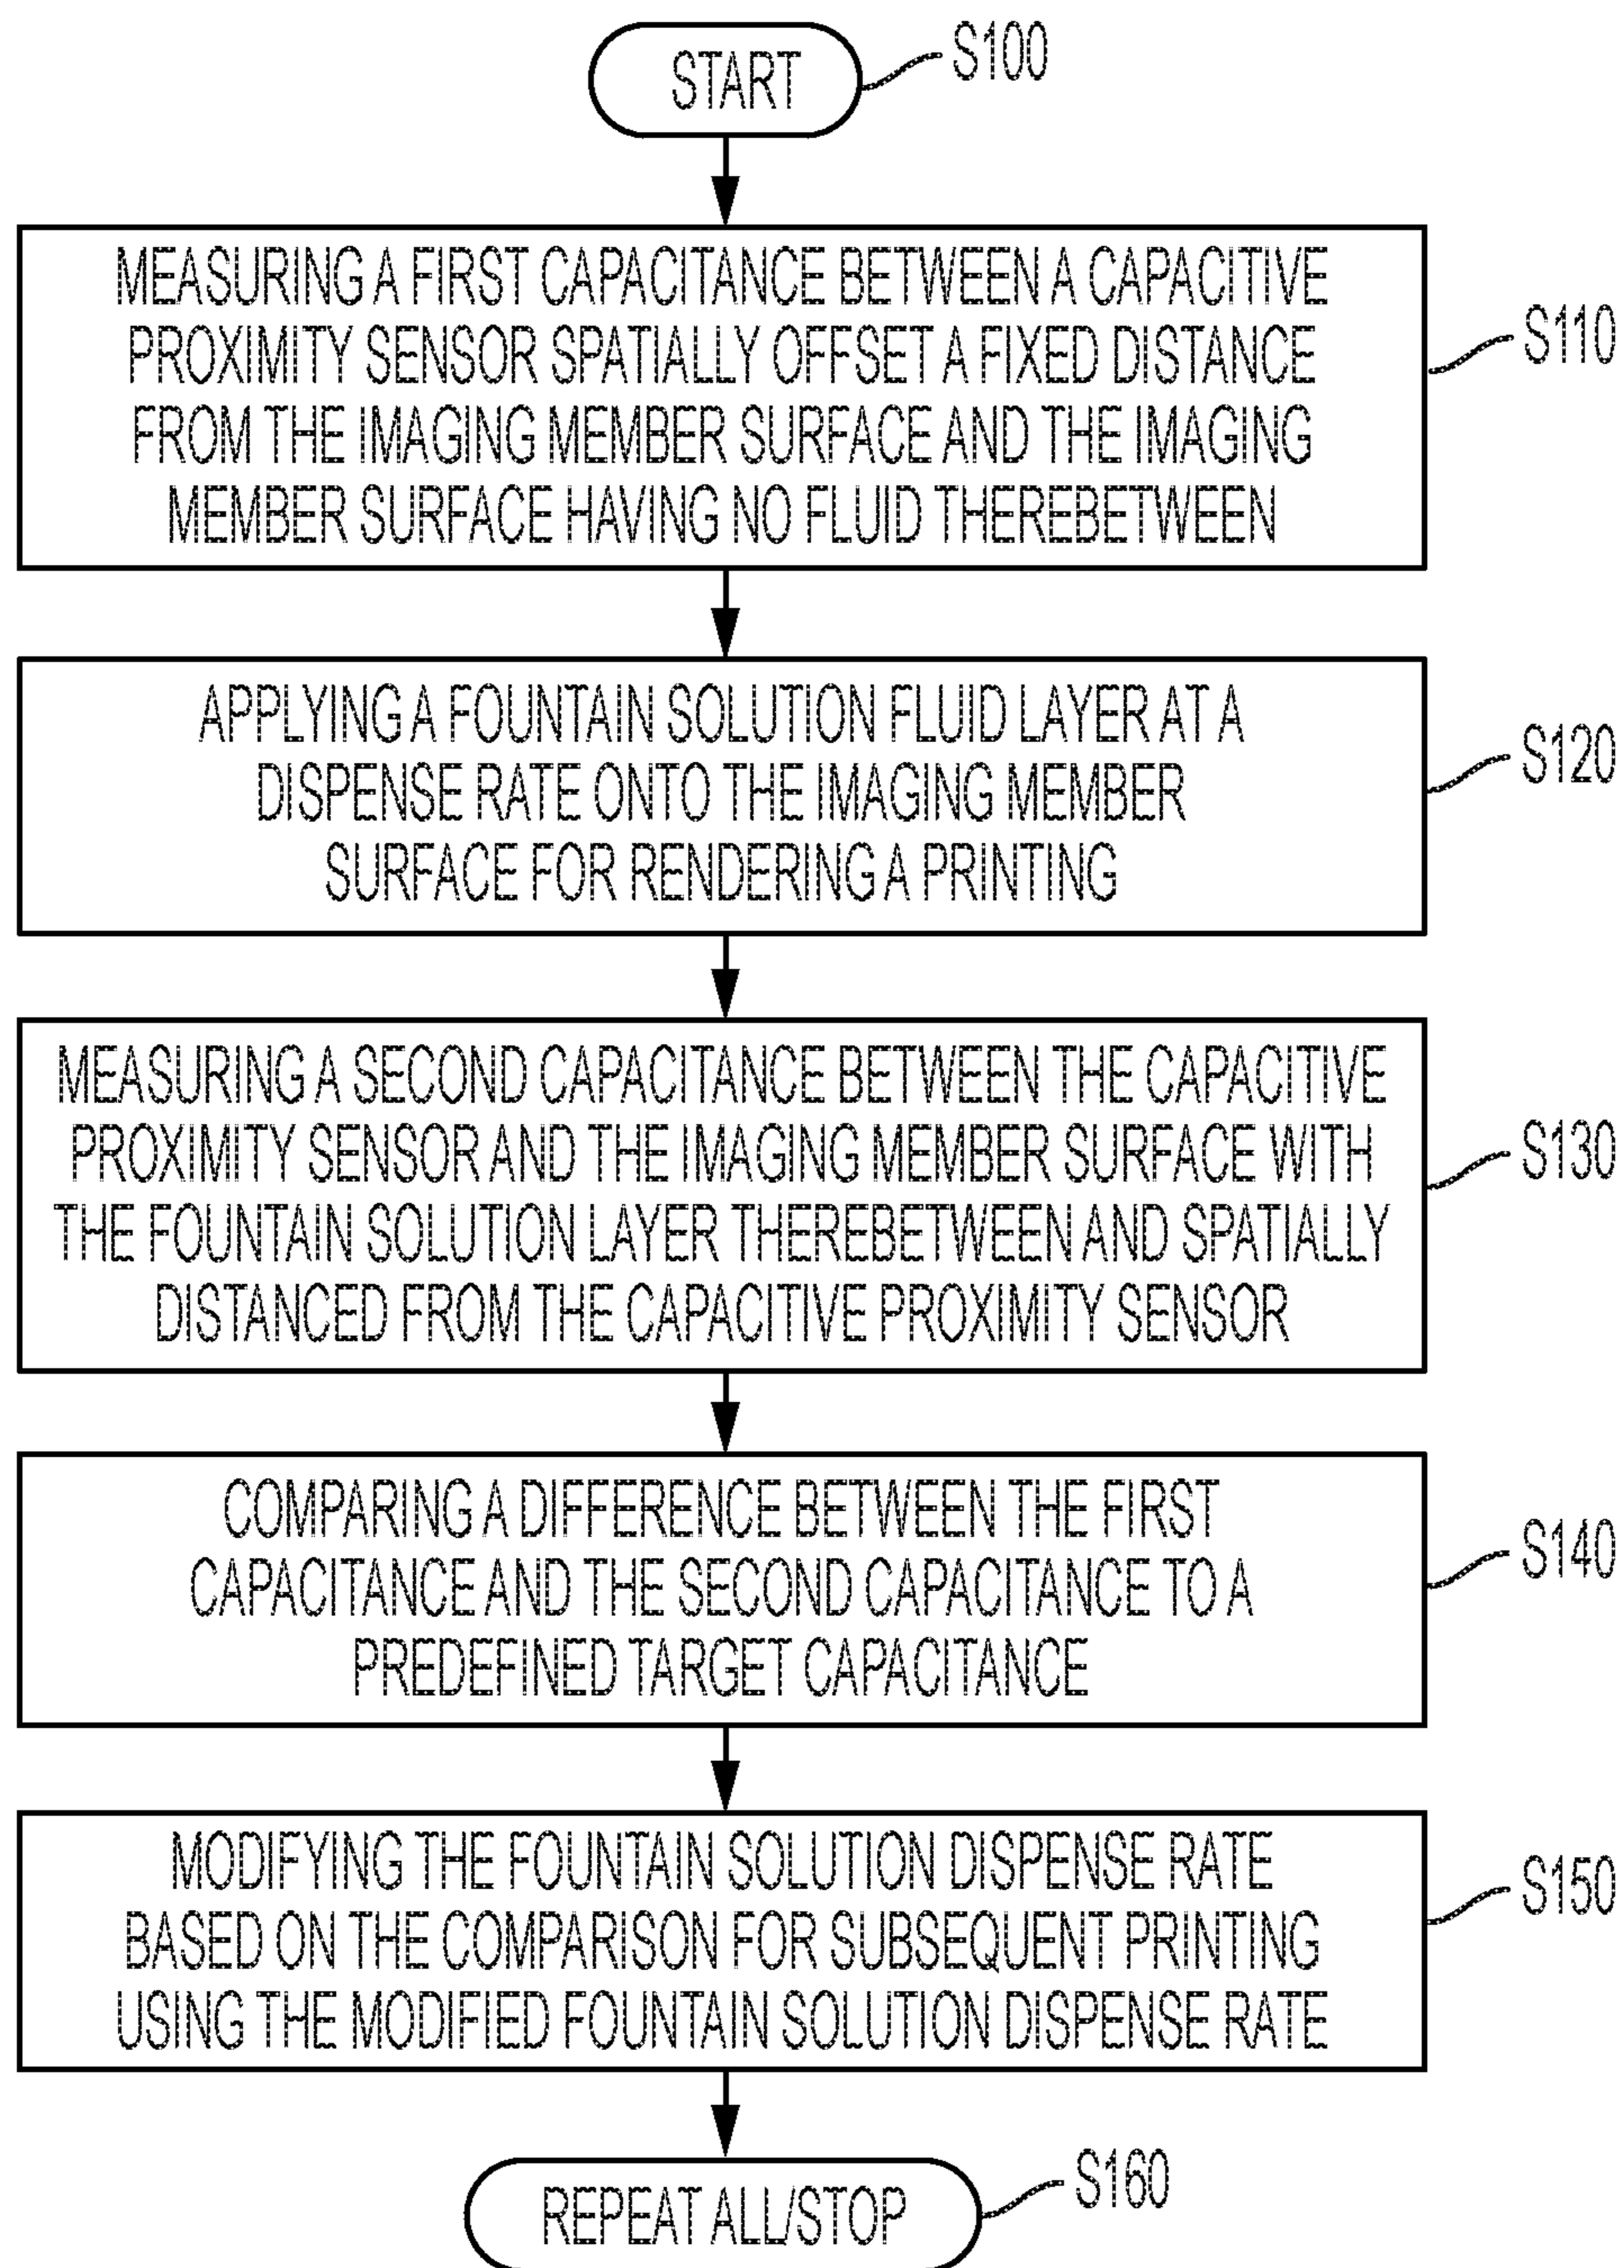 START
S100
MEASURING A FIRST CAPACITANCE BETWEEN A CAPACITIVE
PROXIMITY SENSOR SPATIALLY OFFSET A FIXED DISTANCE
FROM THE IMAGING MEMBER SURFACE AND THE IMAGING
MEMBER SURFACE HAVING NO FLUID THEREBETWEEN
S110
APPLYING A FOUNTAIN SOLUTION FLUID LAYER AT A
DISPENSE RATE ONTO THE IMAGING MEMBER
SURFACE FOR RENDERING A PRINTING
S120
MEASURING A SECOND CAPACITANCE BETWEEN THE CAPACITIVE
PROXIMITY SENSOR AND THE IMAGING MEMBER SURFACE WITH
THE FOUNTAIN SOLUTION LAYER THEREBETWEEN AND SPATIALLY
DISTANCED FROM THE CAPACITIVE PROXIMITY SENSOR
S130
COMPARING A DIFFERENCE BETWEEN THE FIRST
CAPACITANCE AND THE SECOND CAPACITANCE TO A
PREDEFINED TARGET CAPACITANCE
S140
MODIFYING THE FOUNTAIN SOLUTION DISPENSE RATE
BASED ON THE COMPARISON FOR SUBSEQUENT PRINTING
USING THE MODIFIED FOUNTAIN SOLUTION DISPENSE RATE
S150
REPEAT ALL/STOP
S160